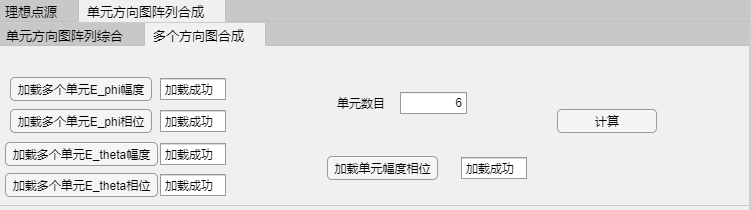 理想点源 单元方向图阵列合成
单元方向图阵列综合 多个方向图合成
加载多个单元E_phi幅度 加载成功
单元数目 6
加载多个单元E_phi相位 加载成功
计算
加载多个单元E_theta幅度 加载成功
加载单元幅度相位 加载成功
加载多个单元E_theta相位 加载成功